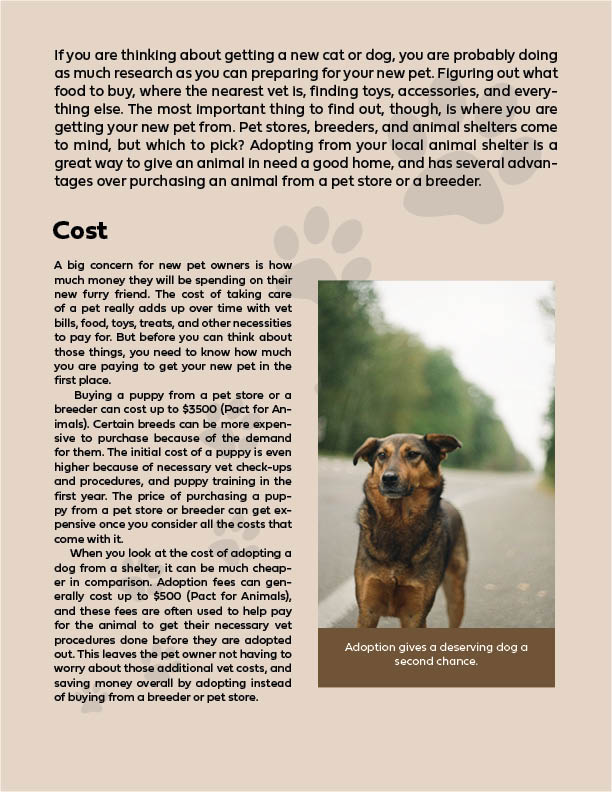 If you are thinking about getting a new cat or dog, you are probably doing
as much research as you can preparing for your new pet. Figuring out what
food to buy, where the nearest vet is, finding toys, accessories, and every-
thing else. The most important thing to find out, though, is where you are
getting your new pet from. Pet stores, breeders, and animal shelters come
to mind, but which to pick? Adopting from your local animal shelter is a
great way to give an animal in need a good home, and has several advan-
tages over purchasing an animal from a pet store or a breeder.
Cost
A big concern for new pet owners is how
much money they will be spending on their
new furry friend. The cost of taking care
of a pet really adds up over time with vet
bills, food, toys, treats, and other necessities
to pay for. But before you can think about
those things, you need to know how much
you are paying to get your new pet in the
first place.
Buying a puppy from a pet store or a
breeder can cost up to $3500 (Pact for An-
imals). Certain breeds can be more expen-
sive to purchase because of the demand
for them. The initial cost of a puppy is even
higher because of necessary vet check-ups
and procedures, and puppy training in the
first year. The price of purchasing a pup-
py from a pet store or breeder can get ex-
pensive once you consider all the costs that
come with it.
When you look at the cost of adopting a
dog from a shelter, it can be much cheap-
er in comparison. Adoption fees can gen-
erally cost up to $500 (Pact for Animals),
and these fees are often used to help pay
for the animal to get their necessary vet
procedures done before they are adopted
out. This leaves the pet owner not having to
worry about those additional vet costs, and
saving money overall by adopting instead
of buying from a breeder or pet store.
Adoption gives a deserving dog a
second chance.